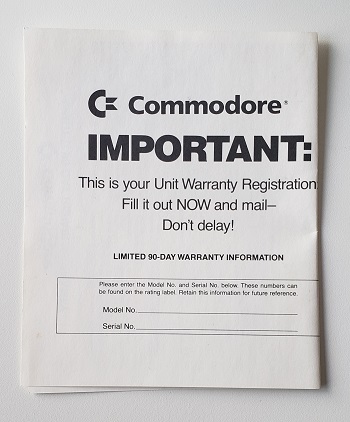 Commodore®
IMPORTANT:
This is your Unit Warranty Registration
Fill it out NOW and mail—
Don't delay!
LIMITED 90-DAY WARRANTY INFORMATION
Please enter the Model No. and Serial No. below. These numbers can
be found on the rating label. Retain this information for future reference.
Model No.
Serial No.